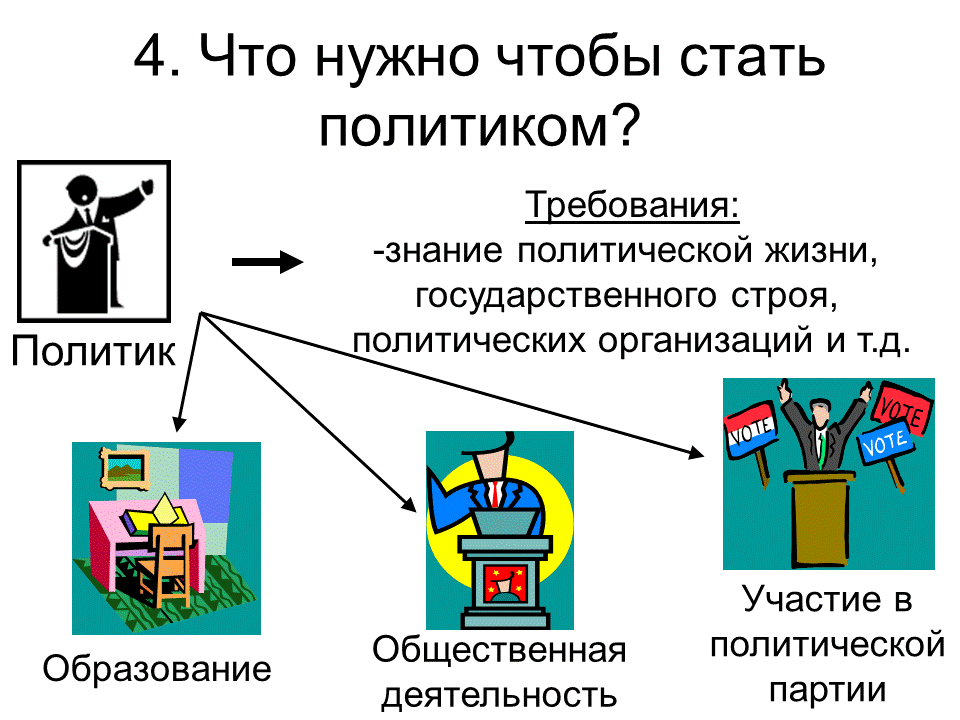 4. Что нужно чтобы стать
политиком?
Требования:
-знание политической жизни,
государственного строя,
политических организаций и т.д.
Политик
VOTE
VOTE
VOTE
Образование
Общественная
деятельность
Участие в
политической
партии